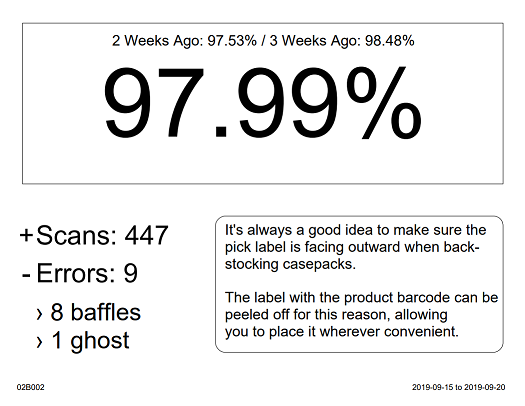 2 Weeks Ago: 97.53% / 3 Weeks Ago: 98.48%
97.99%
+Scans: 447
- Errors: 9
› 8 baffles
› 1 ghost
It's always a good idea to make sure the
pick label is facing outward when back-
stocking casepacks.
The label with the product barcode can be
peeled off for this reason, allowing
you to place it wherever convenient.
02B002
2019-09-15 to 2019-09-20